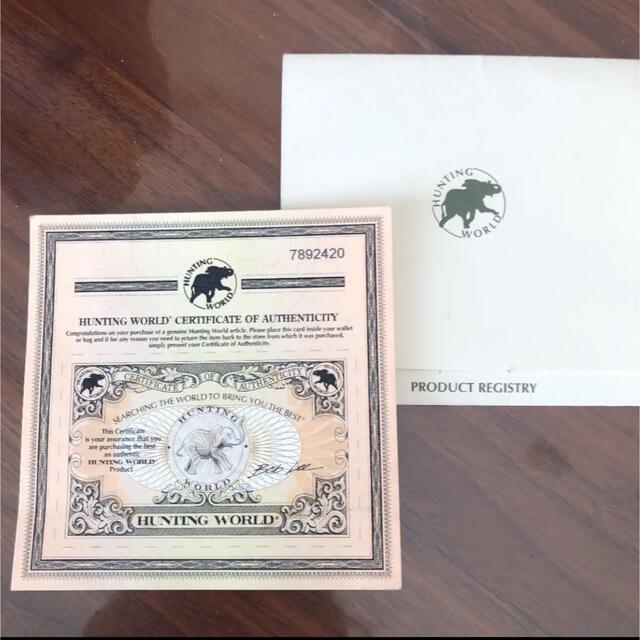 HUNTING
WORLD
PRODUCT REGISTRY
7892420
HUNTING
WORLD
HUNTING WORLD® CERTIFICATE OF AUTHENTICITY
Congratulations on your purchase of a genuine Hunting World article. Please place this card inside your wallet
or bag and if for any reason you need to return the item back to the store from which it was purchased,
simply present your Certificate of Authenticity.
CERTIFICATE OF AUTHENTICITY
SEARCHING THE WORLD TO BRING YOU THE BEST®
HUNTING
WORLD
This Certificate
is your assurance that you
are purchasing the best
an authentic
HUNTING WORLD®
Product
HUNTING WORLD®